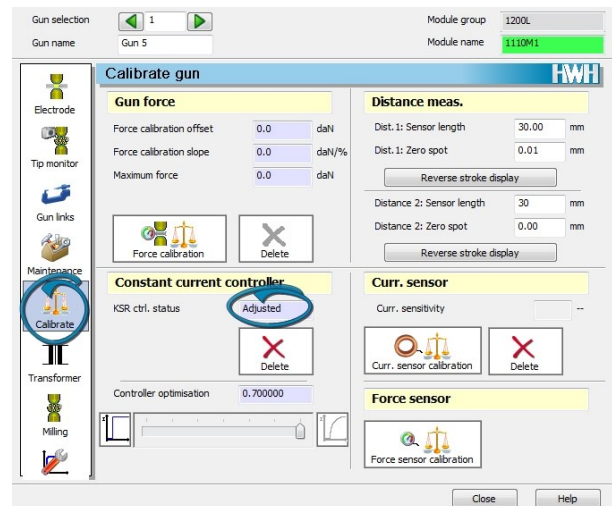 Gun selection 1 Module group 1200L
Gun name Gun 5 Module name 1110M1
Calibrate gun HWH
Electrode
Tip monitor
Gun links
Maintenance
Calibrate
Transformer
Milling
Gun force
Force calibration offset 0.0 daN
Force calibration slope 0.0 daN/%
Maximum force 0.0 daN
Force calibration Delete
Distance meas.
Dist. 1: Sensor length 30.00 mm
Dist. 1: Zero spot 0.01 mm
Reverse stroke display
Distance 2: Sensor length 30 mm
Distance 2: Zero spot 0.00 mm
Reverse stroke display
Constant current controller
KSR ctrl. status Adjusted
Delete
Controller optimisation 0.700000
Curr. sensor
Curr. sensitivity --
Curr. sensor calibration Delete
Force sensor
Force sensor calibration
Close Help